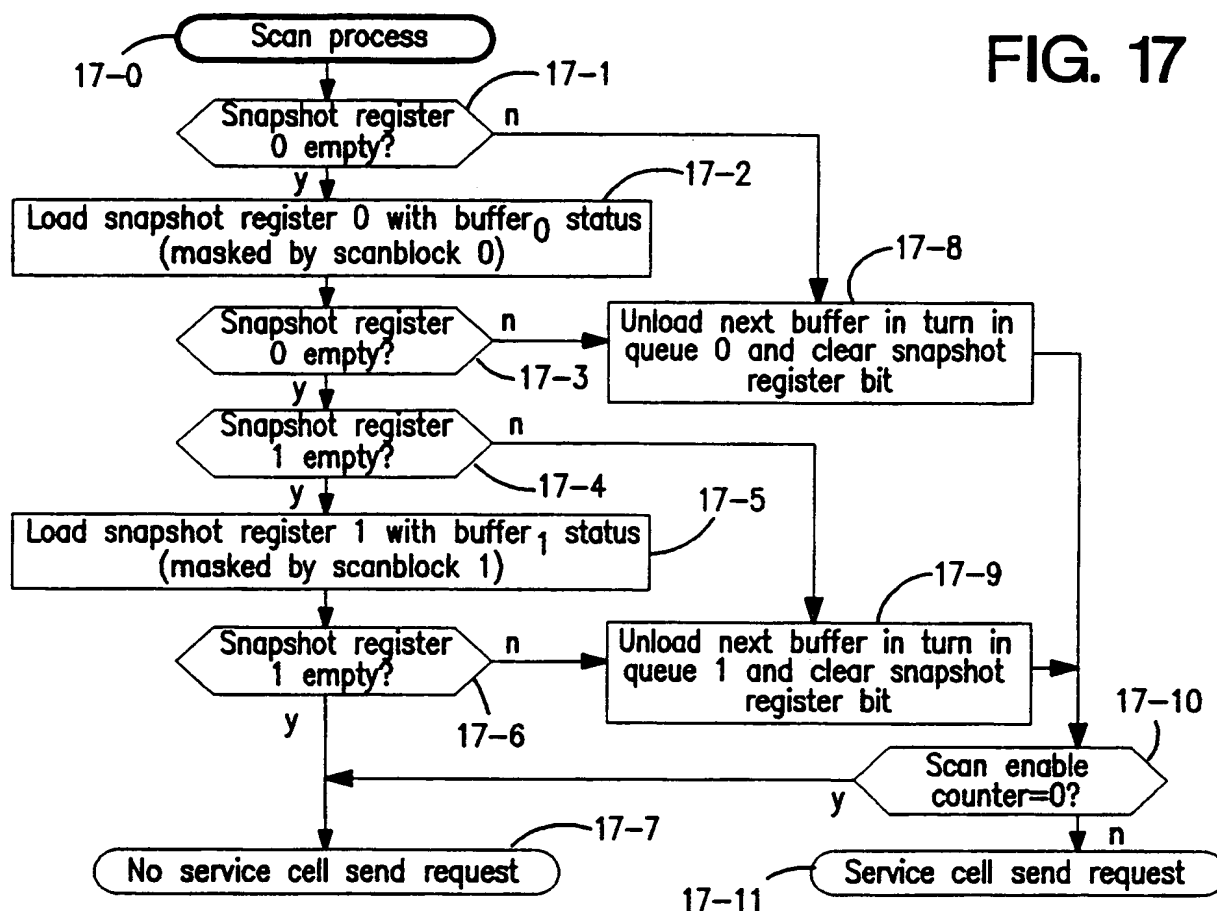 FIG. 17
Scan process
17-0
17-1
Snapshot register
0 empty?
n
y
17-2
Load snapshot register 0 with buffer0 status
(masked by scanblock 0)
17-8
Snapshot register
0 empty?
n
y
17-3
Unload next buffer in turn in
queue 0 and clear snapshot
register bit
Snapshot register
1 empty?
n
y
17-4
17-5
Load snapshot register 1 with buffer1 status
(masked by scanblock 1)
17-9
Snapshot register
1 empty?
n
y
17-6
Unload next buffer in turn in
queue 1 and clear snapshot
register bit
17-10
Scan enable
counter=0?
y
n
17-7
No service cell send request
17-11
Service cell send request